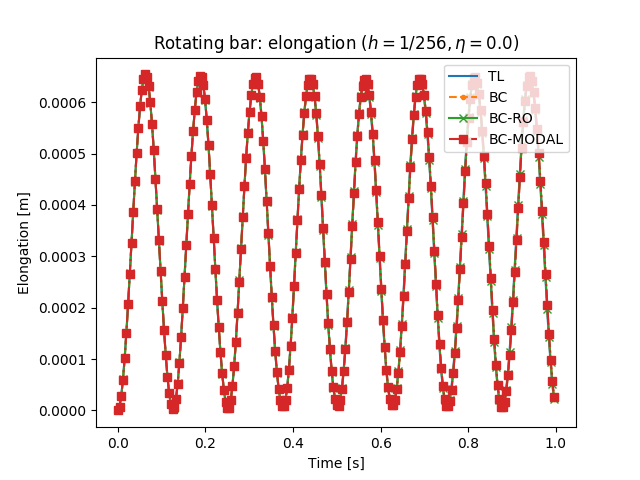 Rotating bar: elongation (h = 1/256, η = 0.0)
TL
BC
BC-RO
BC-MODAL
Elongation [m]
0.0006
0.0005
0.0004
0.0003
0.0002
0.0001
0.0000
0.0 0.2 0.4 0.6 0.8 1.0
Time [s]